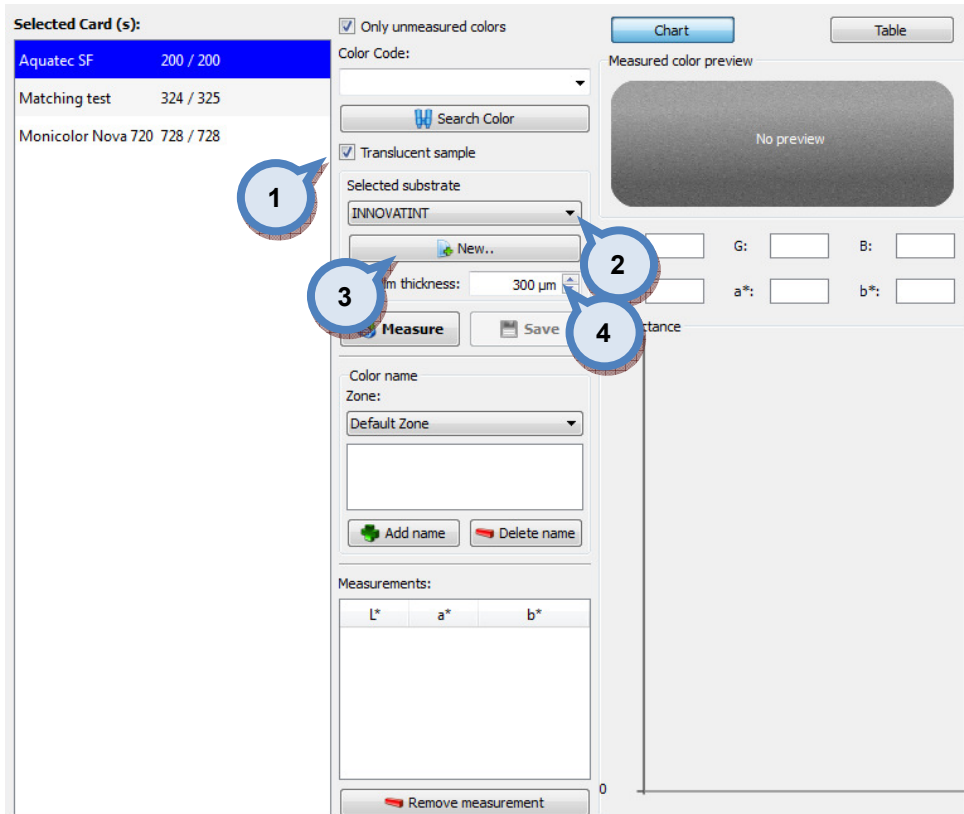 Selected Card (s):
Aquatec SF 200 / 200
Matching test 324 / 325
Monicolor Nova 720 728 / 728
Only unmeasured colors
Color Code:
Search Color
Translucent sample
1
Selected substrate
INNOVATINT
2
New..
3
thickness: 300 µm
4
Measure
Save
Color name
Zone:
Default Zone
Add name
Delete name
Measurements:
L* a* b*
Remove measurement
Chart
Table
Measured color preview
No preview
G: B:
a*: b*:
0